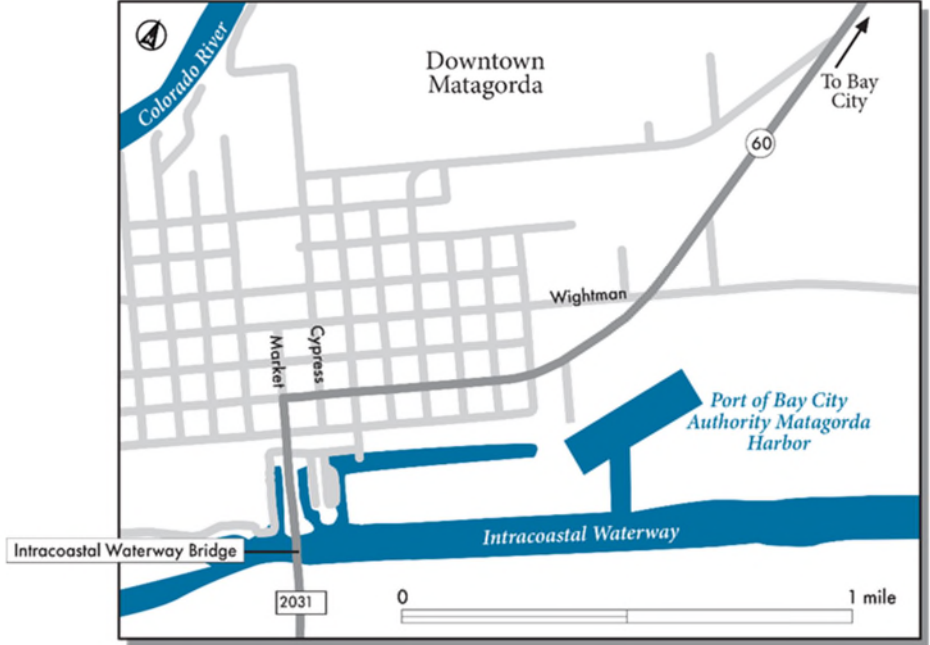 N
Colorado River
Downtown
Matagorda
To Bay
City
60
Wightman
Market
Cypress
Port of Bay City
Authority Matagorda
Harbor
Intracoastal Waterway
Intracoastal Waterway Bridge
2031
0
1 mile